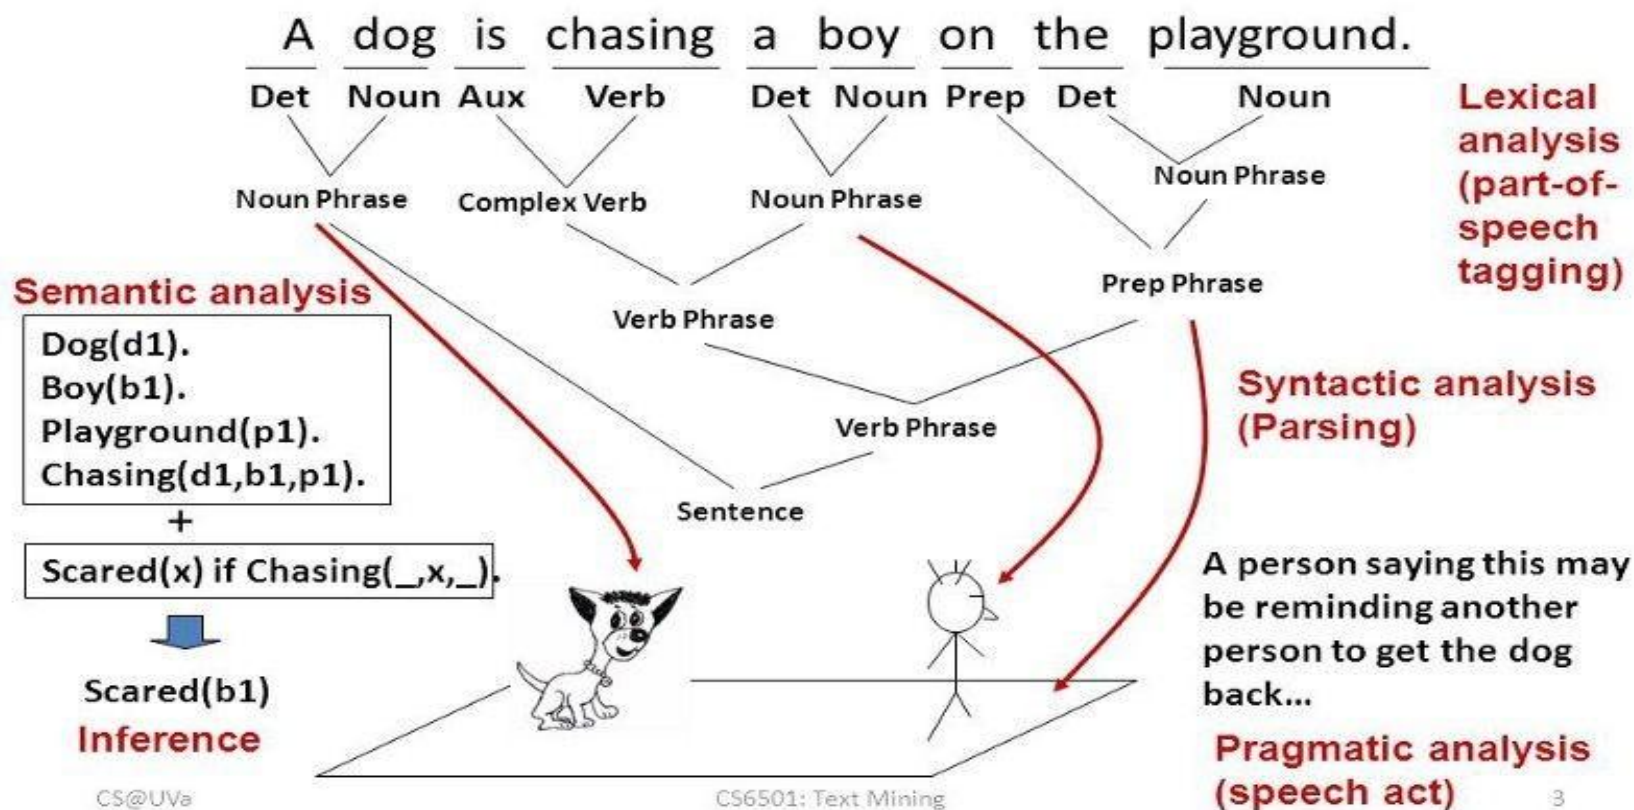 A dog is chasing a boy on the playground.
Det Noun Aux Verb Det Noun Prep Det Noun
Lexical
analysis
(part-of-
speech
tagging)
Noun Phrase Complex Verb Noun Phrase Noun Phrase
Prep Phrase
Semantic analysis
Verb Phrase
Dog(d1).
Boy(b1).
Playground(p1).
Chasing(d1,b1,p1).
Syntactic analysis
(Parsing)
Verb Phrase
Sentence
+
Scared(x) if Chasing(_,x,_).
Scared(b1)
Inference
A person saying this may
be reminding another
person to get the dog
back...
Pragmatic analysis
(speech act)
CS@UVa CS6501: Text Mining 3